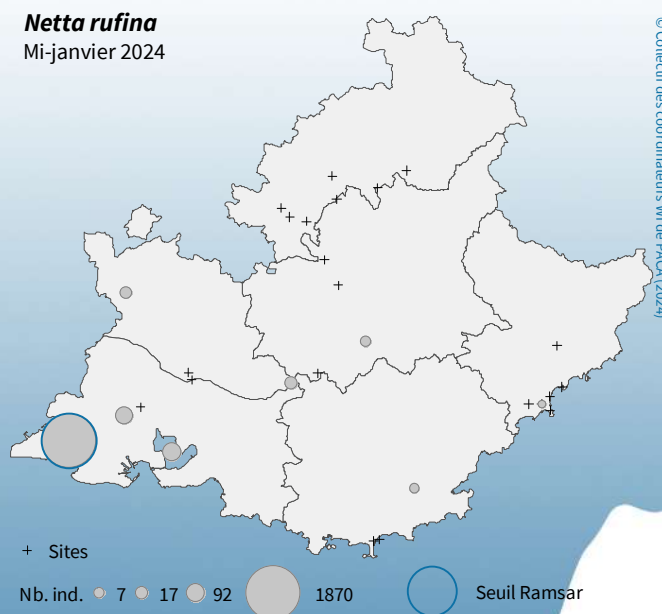 Netta rufina
Mi-janvier 2024
© Collectif des coordinateurs WI de PACA (2024)
+ Sites
Nb. ind. 7 17 92 1870 Seuil Ramsar